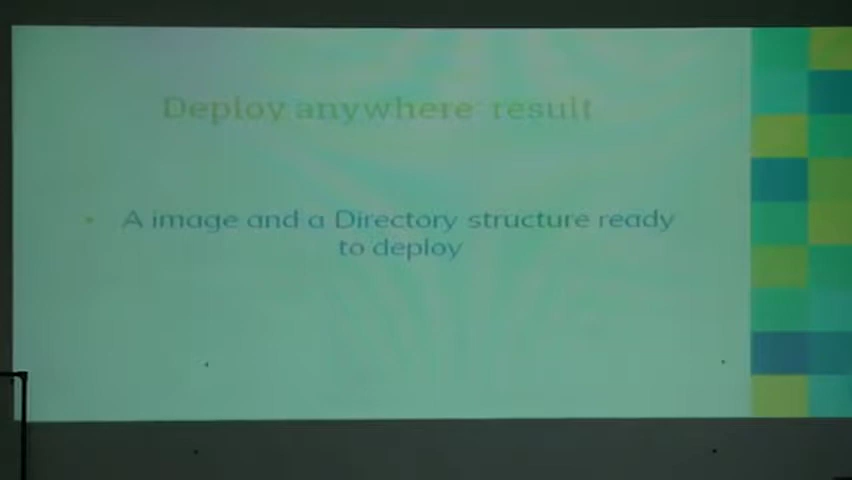 Deploy anywhere result
• A image and a Directory structure ready
to deploy